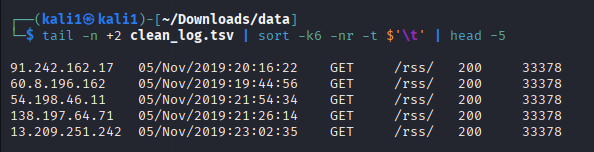 ┌──(kali1㉿kali1)-[~/Downloads/data]
└─$ tail -n +2 clean_log.tsv | sort -k6 -nr -t $'\t' | head -5
91.242.162.17 05/Nov/2019:20:16:22 GET /rss/ 200 33378
60.8.196.162 05/Nov/2019:19:44:56 GET /rss/ 200 33378
54.198.46.11 05/Nov/2019:21:54:34 GET /rss/ 200 33378
138.197.64.71 05/Nov/2019:21:26:14 GET /rss/ 200 33378
13.209.251.242 05/Nov/2019:23:02:35 GET /rss/ 200 33378